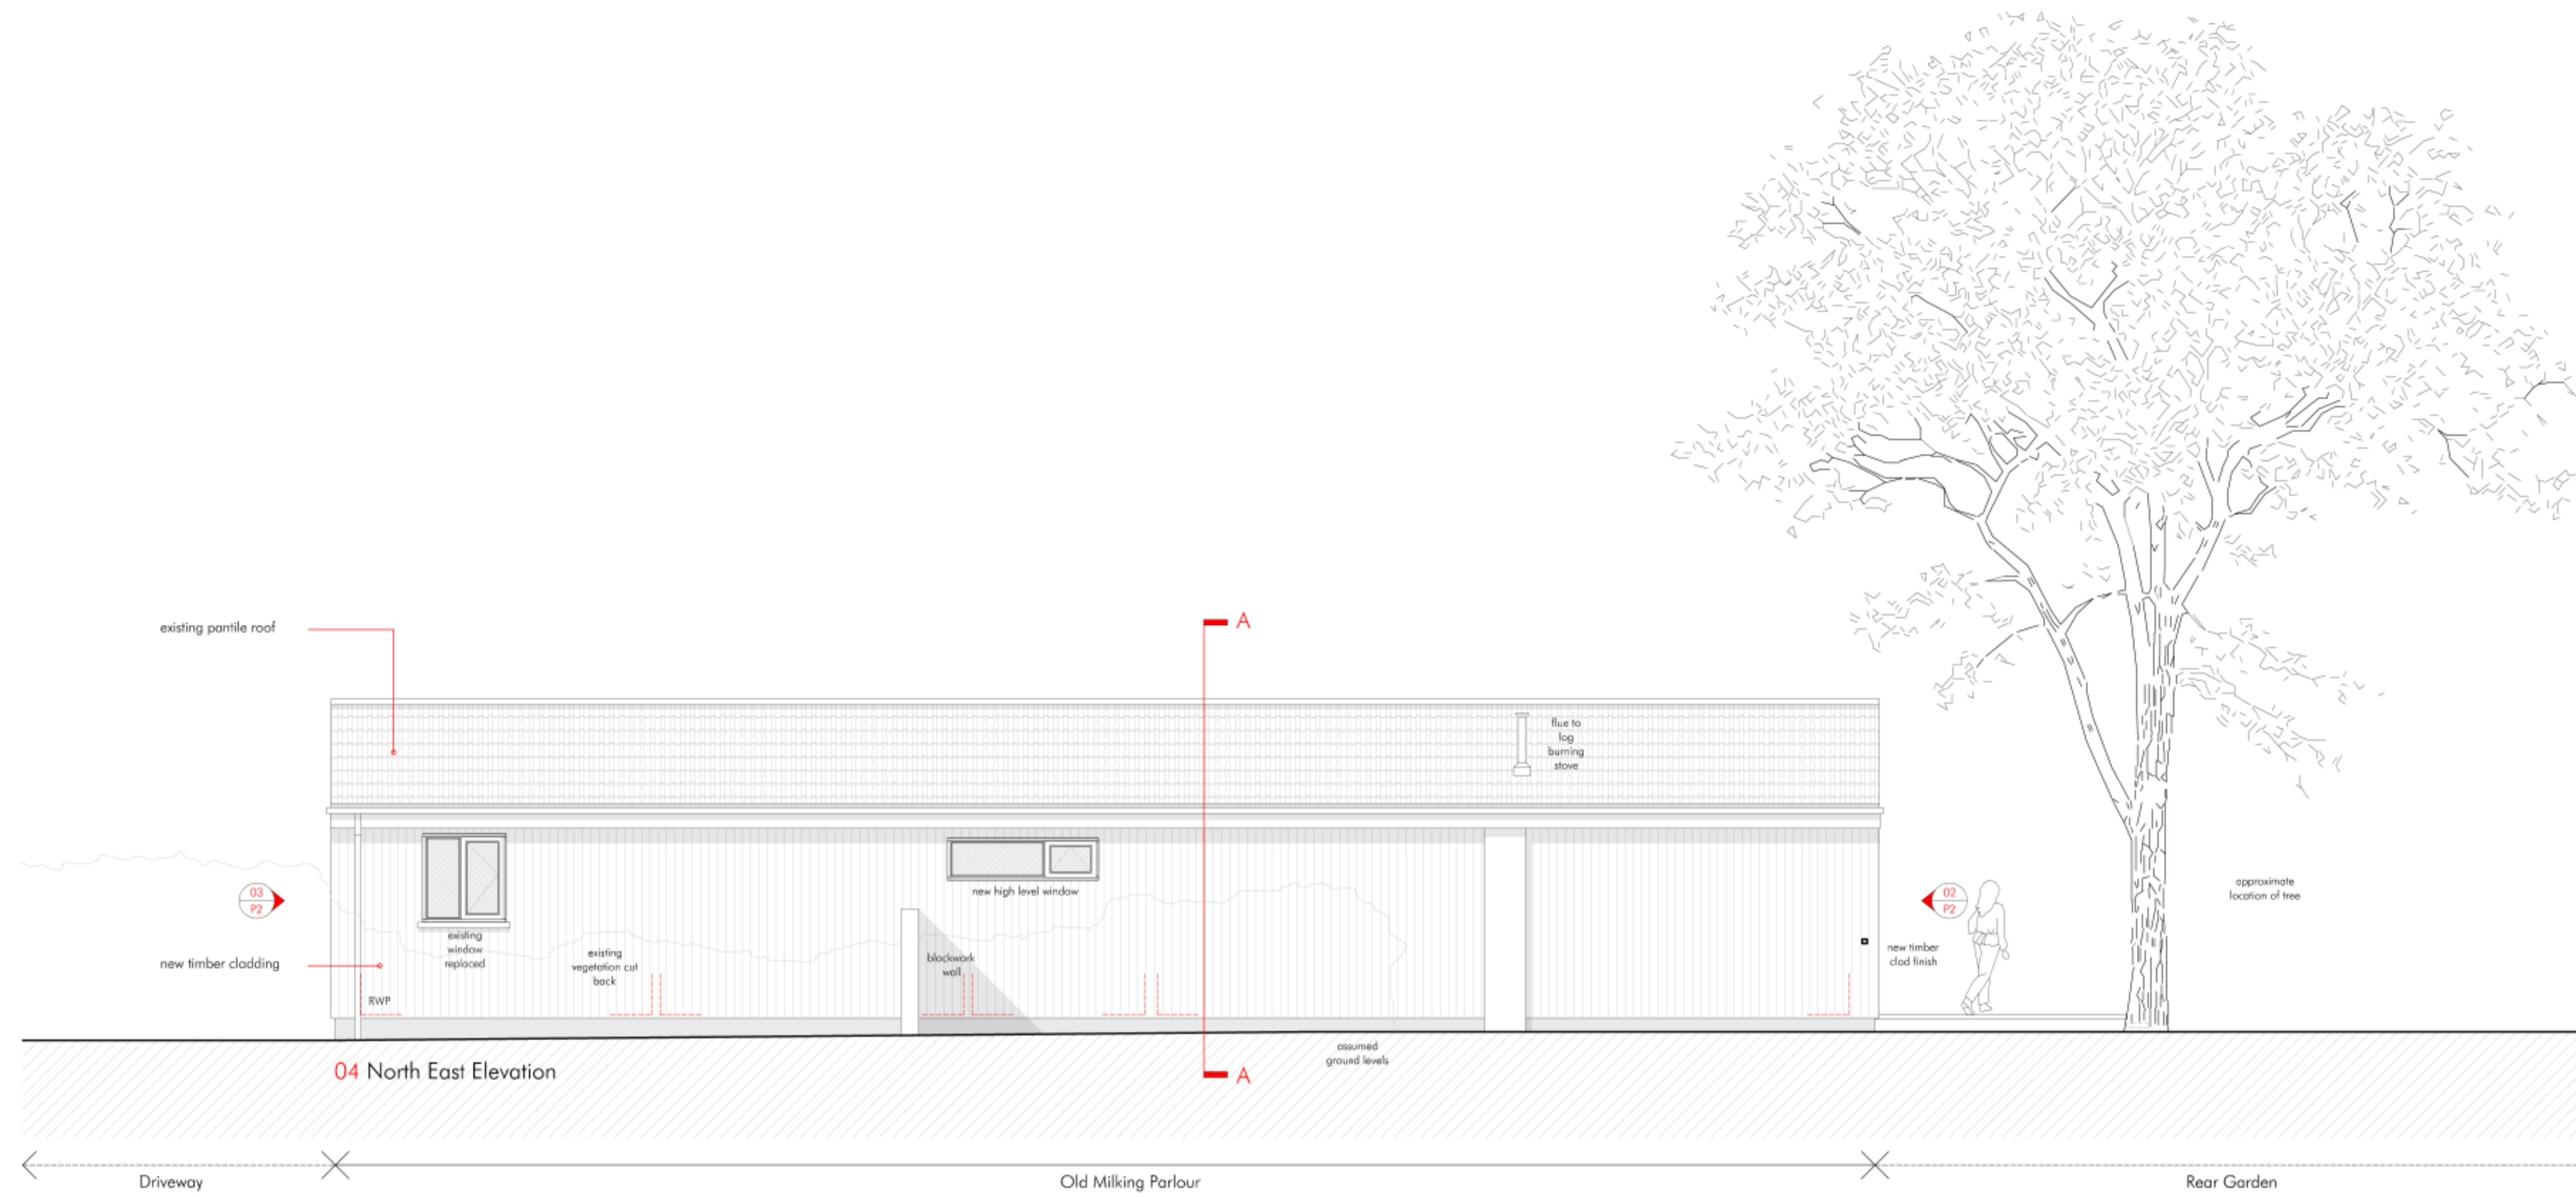 existing pantile roof
A
flue to
log
burning
stove
03
P2
new high level window
02
P2
approximate
location of tree
existing
window
replaced
new timber cladding
existing
vegetation cut
back
blockwork
wall
new timber
clad finish
RWP
assumed
ground levels
04 North East Elevation
A
Driveway
Old Milking Parlour
Rear Garden